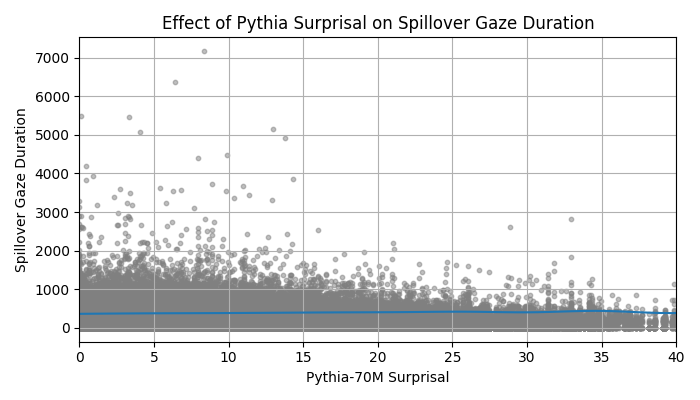 Effect of Pythia Surprisal on Spillover Gaze Duration
Spillover Gaze Duration
7000
6000
5000
4000
3000
2000
1000
0
0 5 10 15 20 25 30 35 40
Pythia-70M Surprisal